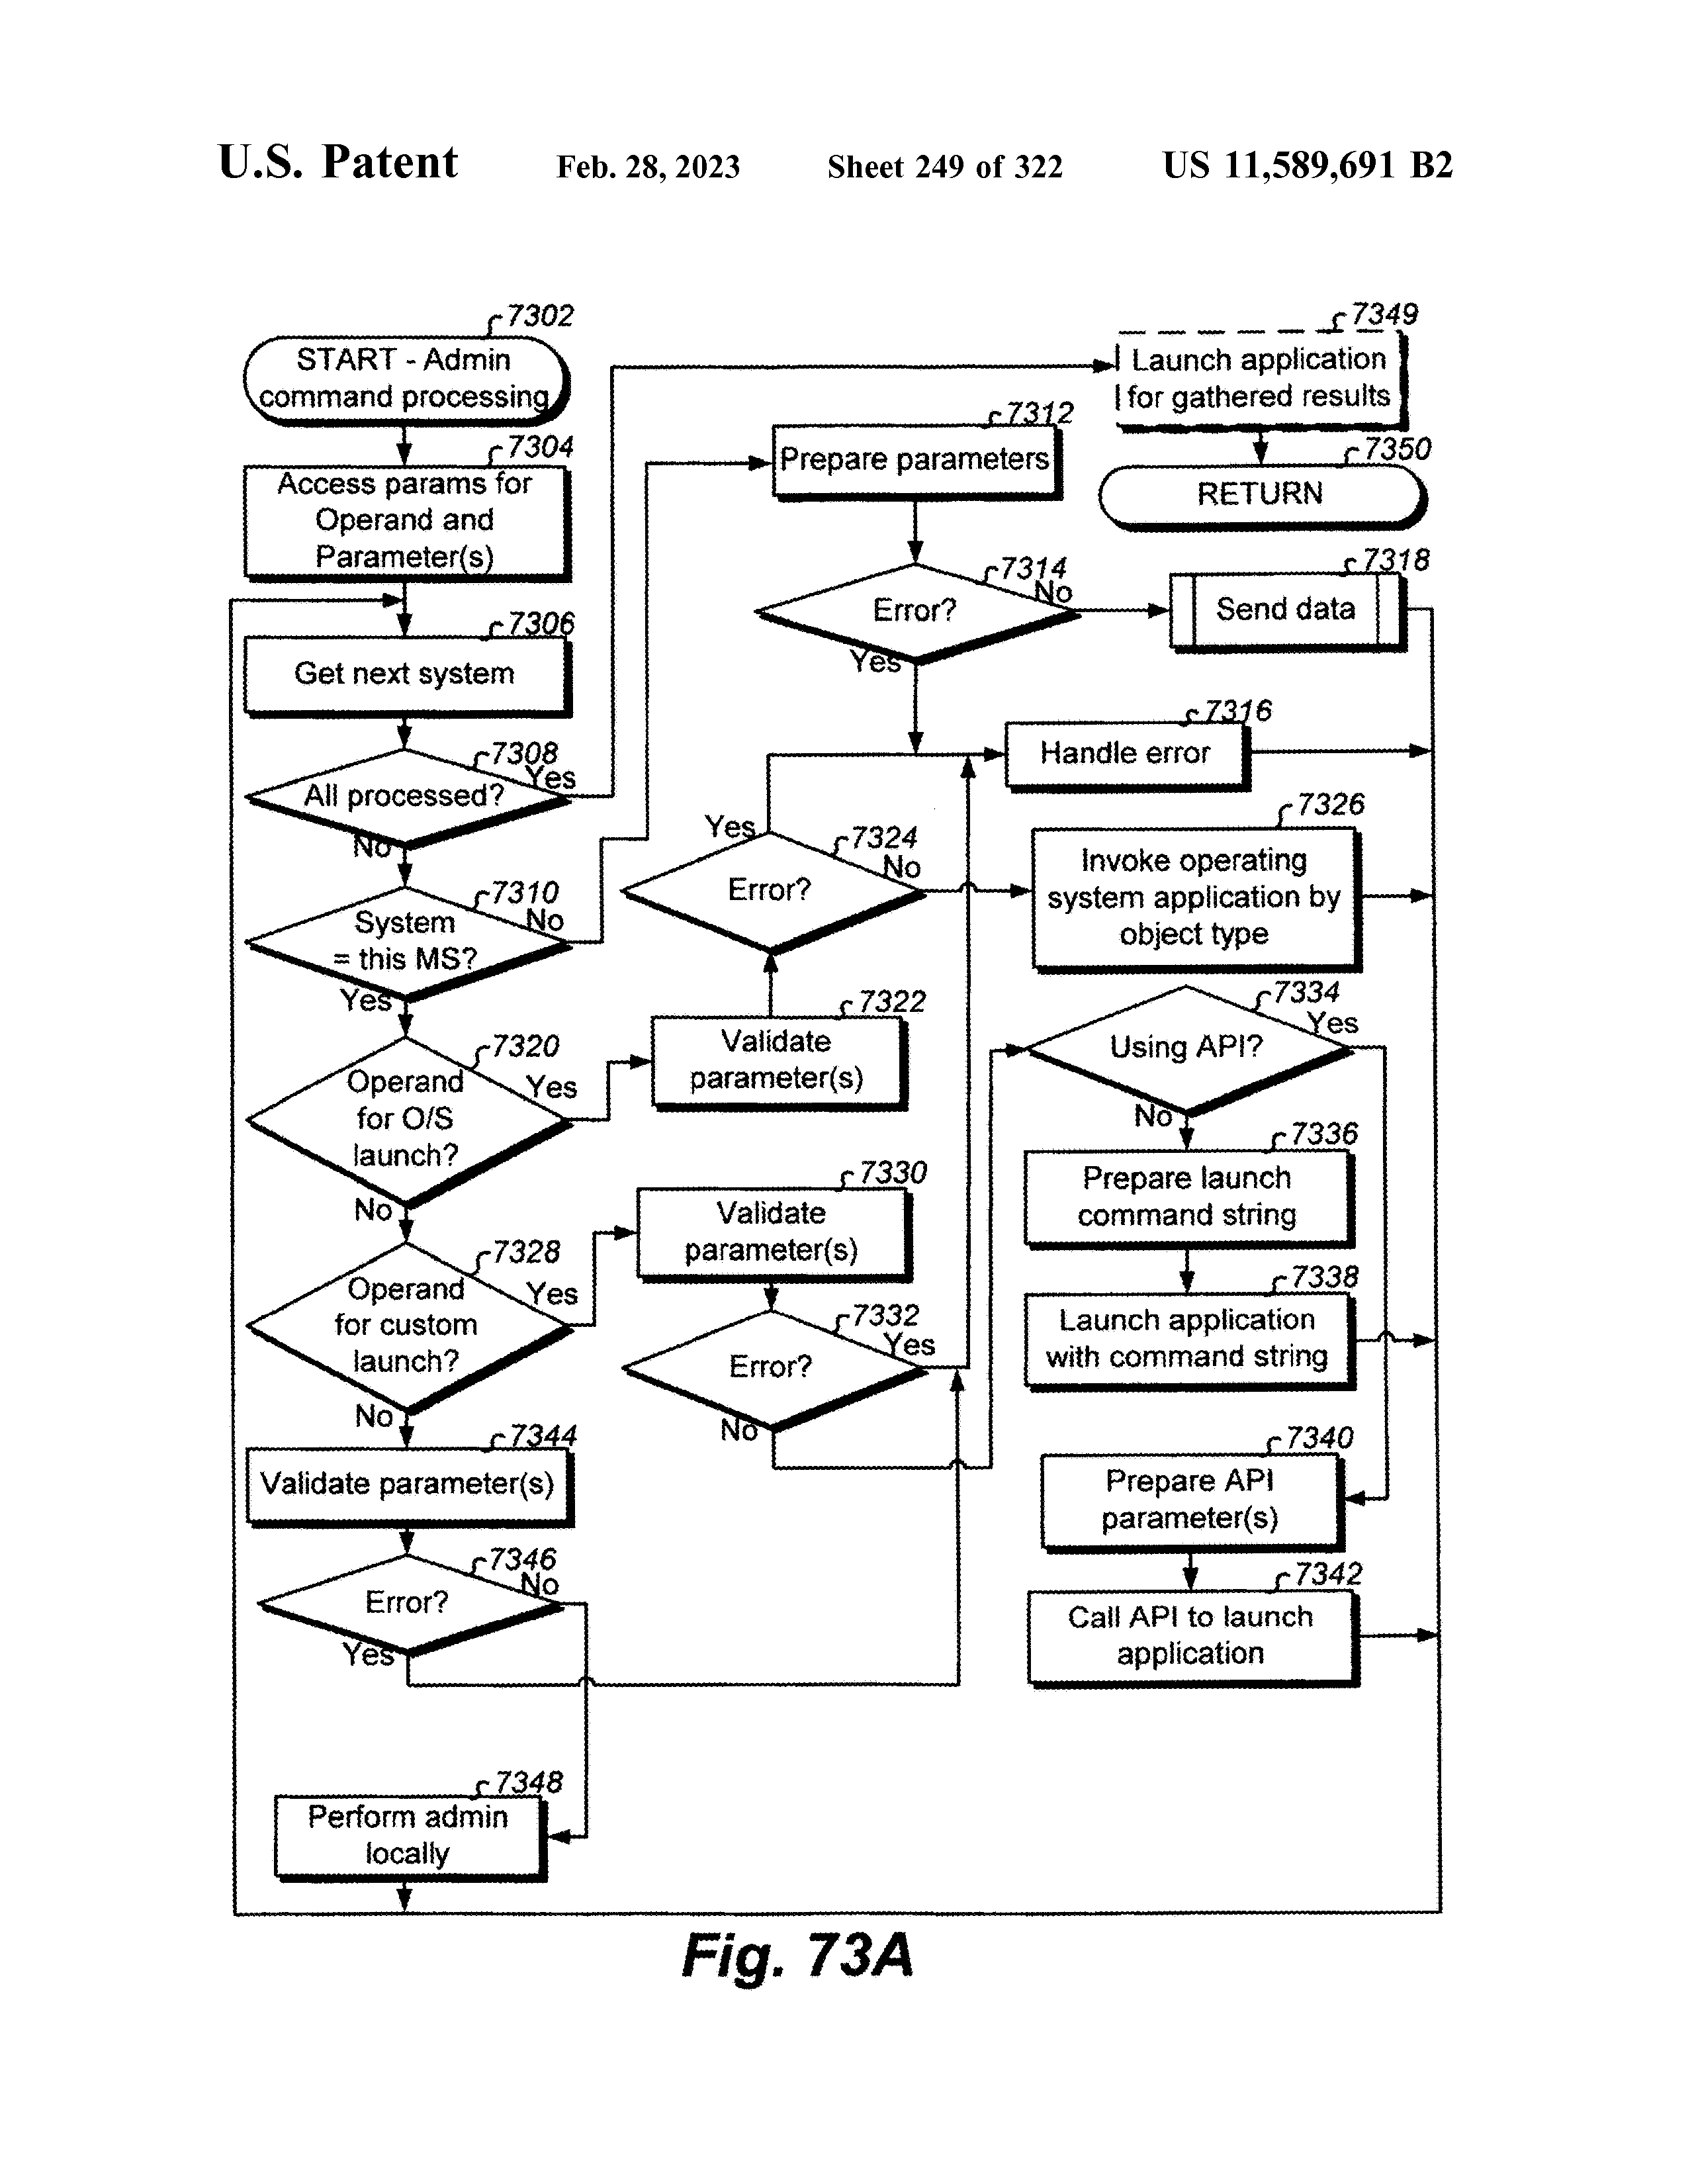 U.S. Patent Feb. 28, 2023 Sheet 249 of 322 US 11,589,691 B2
7302
START - Admin
command processing
7304
Access params for
Operand and
Parameter(s)
7306
Get next system
7308
All processed?
Yes
No
7310
System
= this MS?
No
Yes
7320
Operand
for O/S
launch?
Yes
No
7328
Operand
for custom
launch?
Yes
No
7344
Validate parameter(s)
7346
Error?
No
Yes
7348
Perform admin
locally
7312
Prepare parameters
7314
Error?
No
Yes
7324
Error?
Yes
No
7322
Validate
parameter(s)
7330
Validate
parameter(s)
7332
Error?
Yes
No
7349
Launch application
for gathered results
7350
RETURN
7318
Send data
7316
Handle error
7326
Invoke operating
system application by
object type
7334
Using API?
Yes
No
7336
Prepare launch
command string
7338
Launch application
with command string
7340
Prepare API
parameter(s)
7342
Call API to launch
application
Fig. 73A